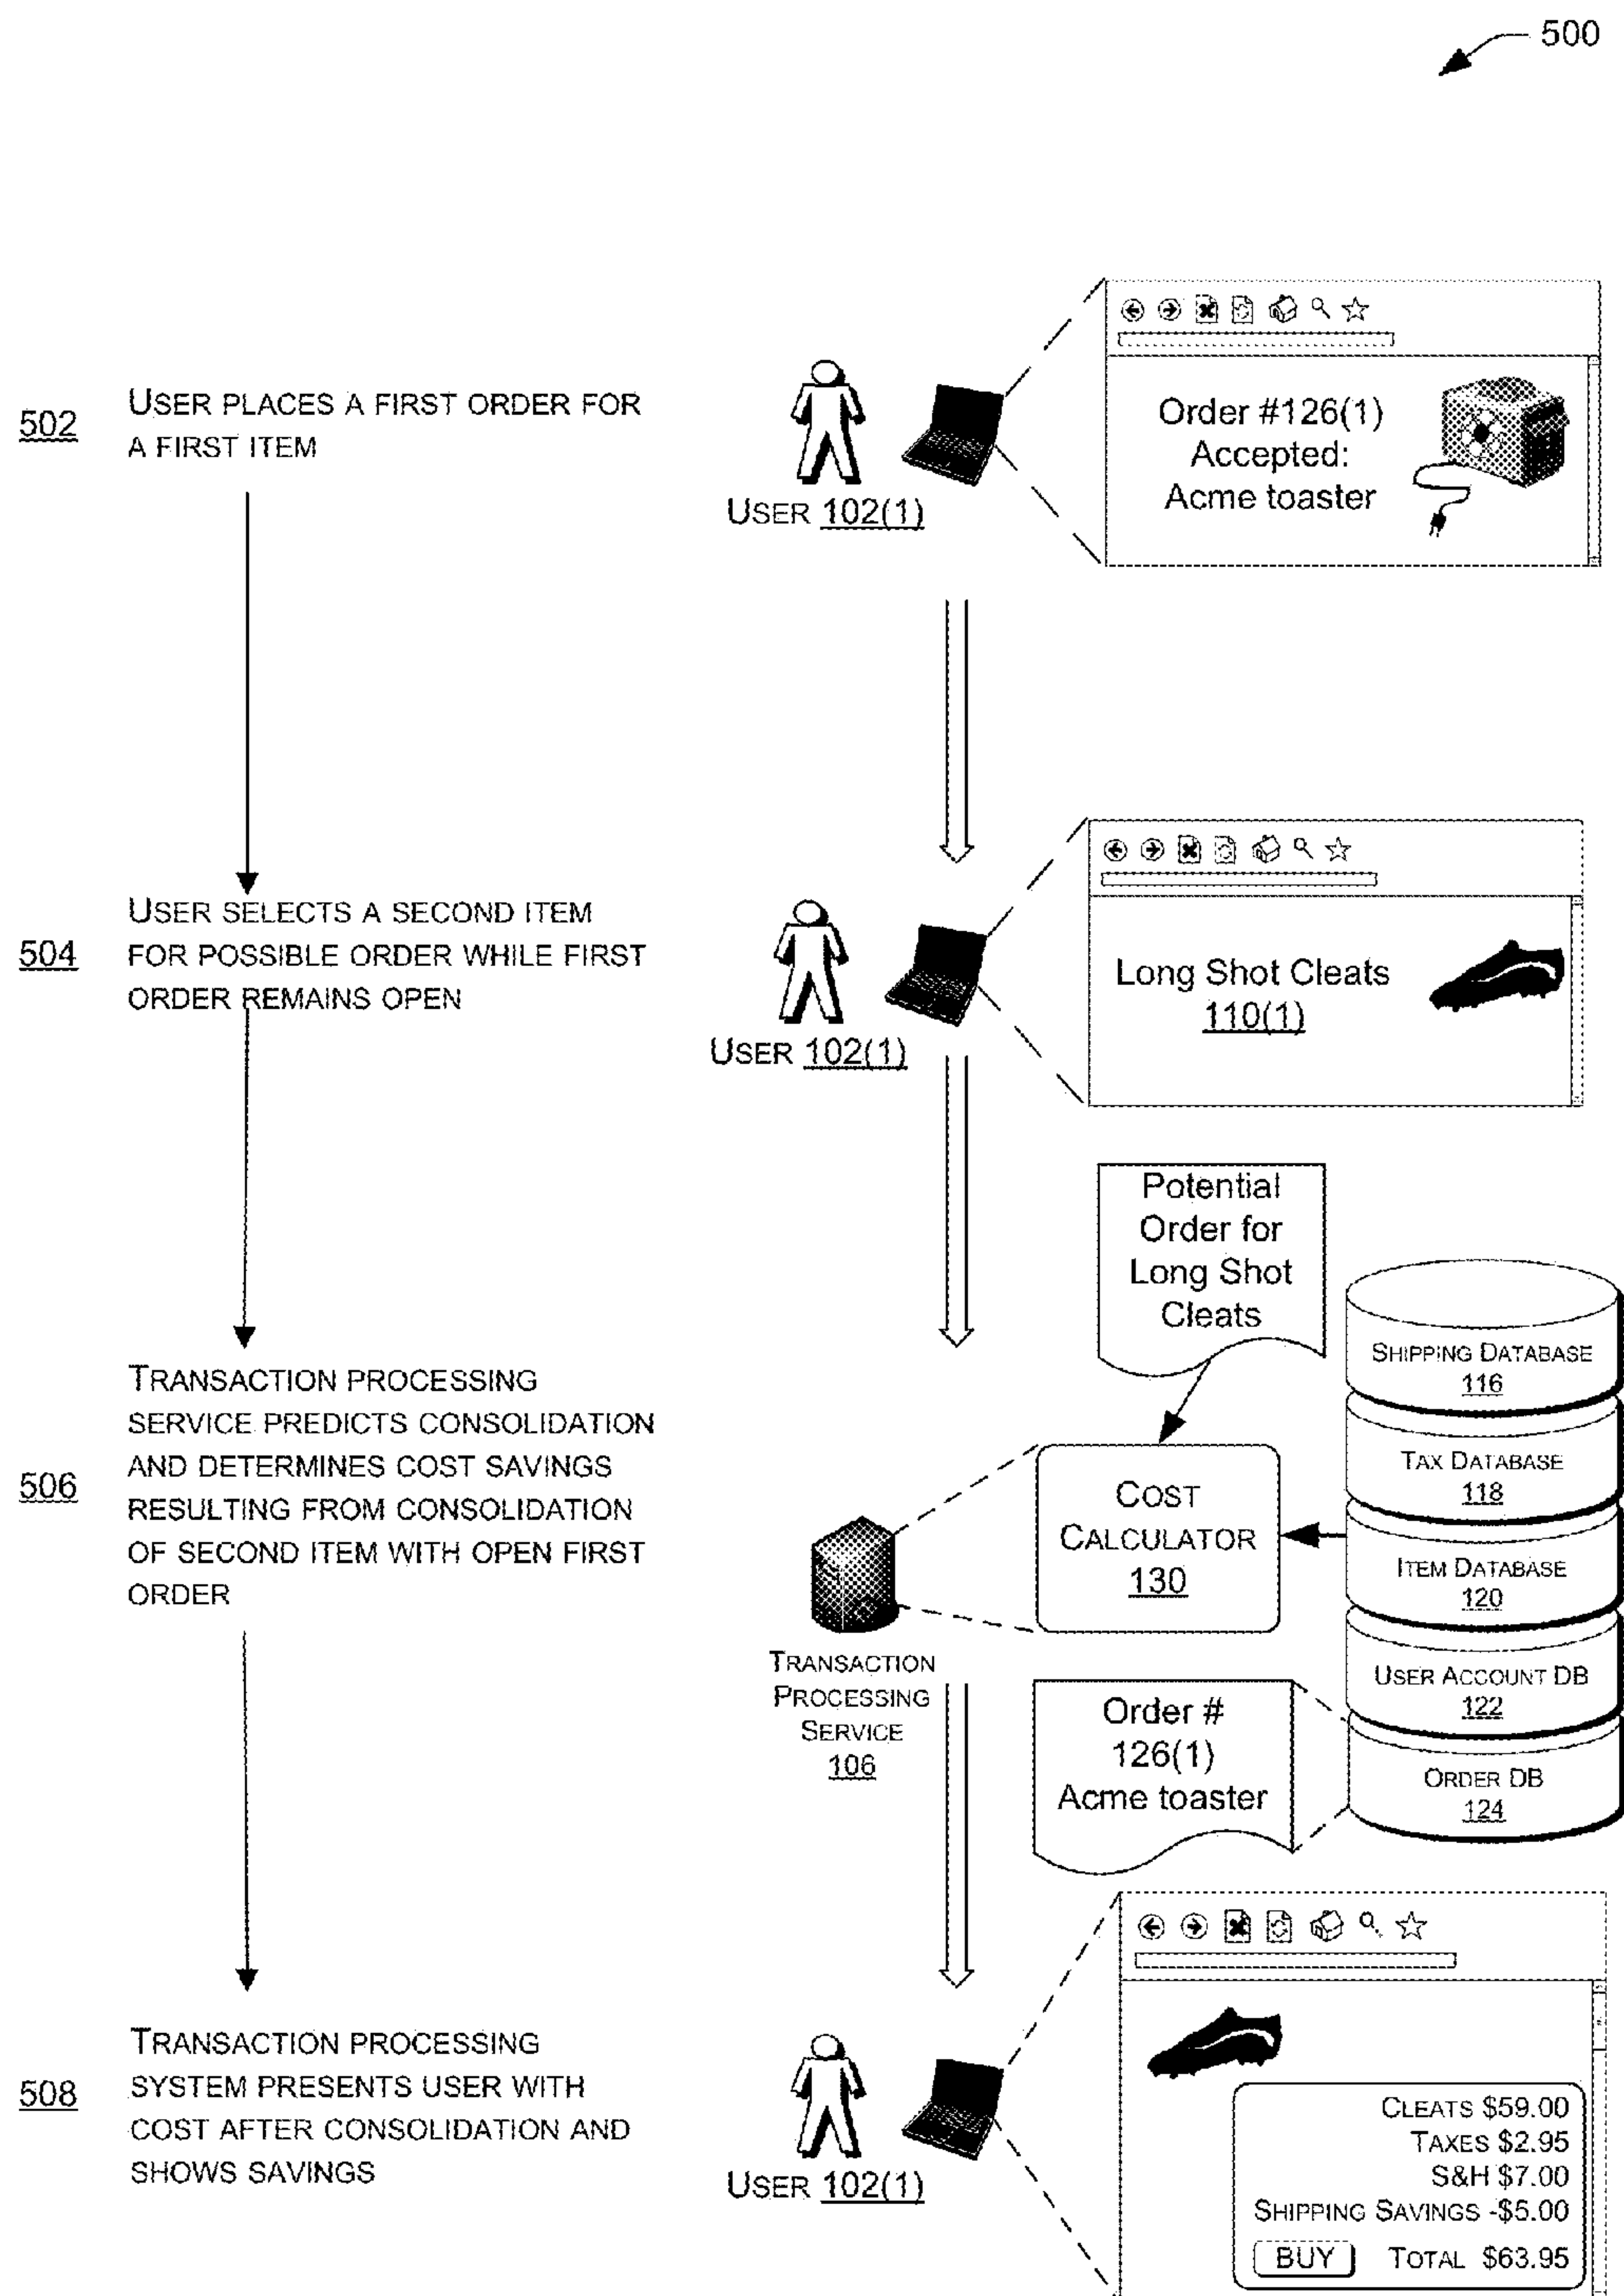 500
502
USER PLACES A FIRST ORDER FOR
A FIRST ITEM
USER 102(1)
Order #126(1)
Accepted:
Acme toaster
504
USER SELECTS A SECOND ITEM
FOR POSSIBLE ORDER WHILE FIRST
ORDER REMAINS OPEN
USER 102(1)
Long Shot Cleats
110(1)
506
TRANSACTION PROCESSING
SERVICE PREDICTS CONSOLIDATION
AND DETERMINES COST SAVINGS
RESULTING FROM CONSOLIDATION
OF SECOND ITEM WITH OPEN FIRST
ORDER
Potential
Order for
Long Shot
Cleats
COST
CALCULATOR
130
TRANSACTION
PROCESSING
SERVICE
106
SHIPPING DATABASE
116
TAX DATABASE
118
ITEM DATABASE
120
USER ACCOUNT DB
122
ORDER DB
124
Order #
126(1)
Acme toaster
508
TRANSACTION PROCESSING
SYSTEM PRESENTS USER WITH
COST AFTER CONSOLIDATION AND
SHOWS SAVINGS
USER 102(1)
CLEATS $59.00
TAXES $2.95
S&H $7.00
SHIPPING SAVINGS -$5.00
BUY TOTAL $63.95